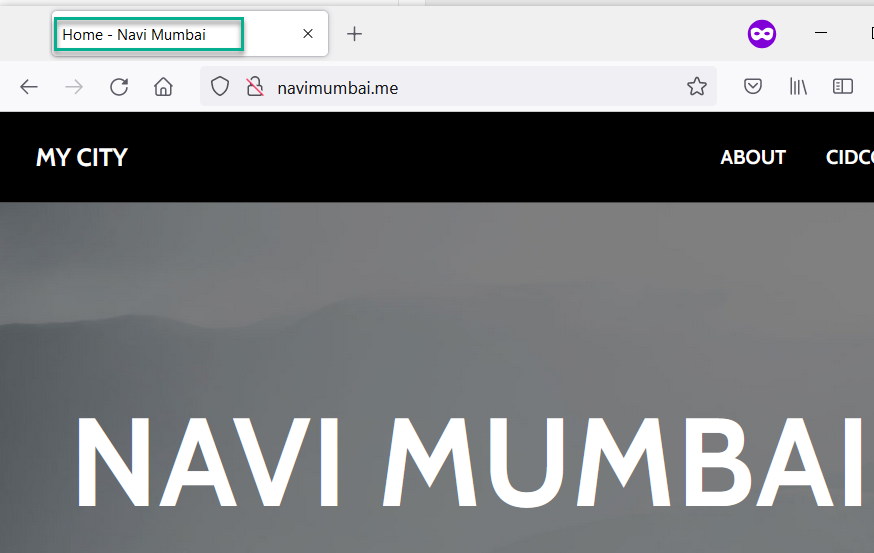 Home - Navi Mumbai
navimumbai.me
MY CITY
ABOUT
NAVI MUMBAI